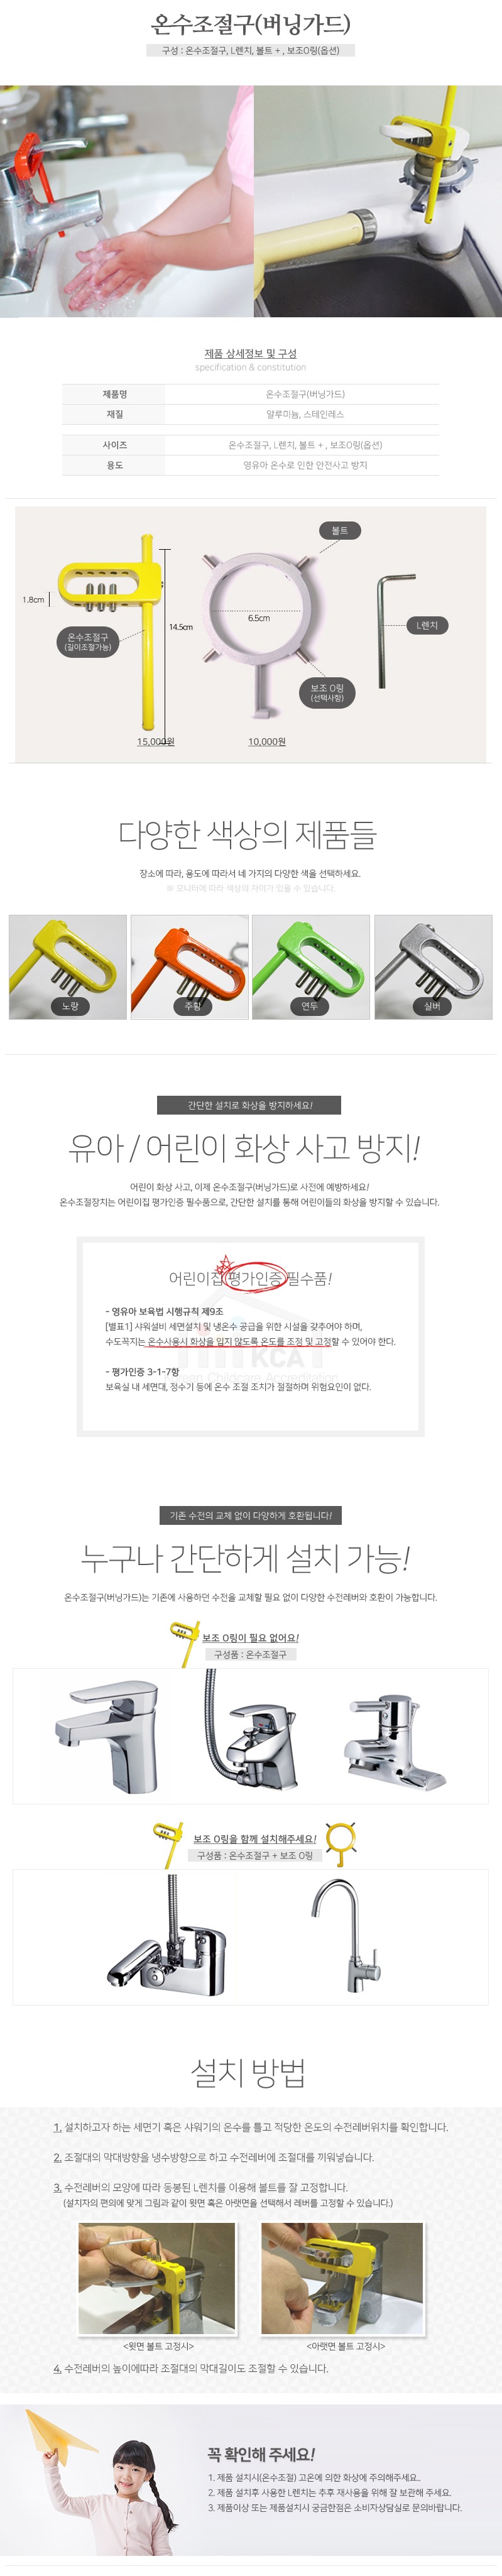 온수조절구(버닝가드)
구성 : 온수조절구, L렌치, 볼트 + , 보조O링(옵션)
제품 상세정보 및 구성
specification & constitution
제품명 온수조절구(버닝가드)
재질 알루미늄, 스테인레스
사이즈 온수조절구, L렌치, 볼트 + , 보조O링(옵션)
용도 영유아 온수로 인한 안전사고 방지
볼트
1.8cm
14.5cm
6.5cm
L렌치
온수조절구
(길이조절가능)
보조 O링
(선택사항)
15,000원
10,000원
다양한 색상의 제품들
장소에 따라, 용도에 따라서 네 가지의 다양한 색을 선택하세요.
※ 모니터에 따라 색상의 차이가 있을 수 있습니다.
노랑
주황
연두
실버
간단한 설치로 화상을 방지하세요!
유아 / 어린이 화상 사고 방지!
어린이 화상 사고, 이제 온수조절구(버닝가드)로 사전에 예방하세요!
온수조절장치는 어린이집 평가인증 필수품으로, 간단한 설치를 통해 어린이들의 화상을 방지할 수 있습니다.
어린이집 평가인증 필수품!
- 영유아 보육법 시행규칙 제9조
[별표1] 샤워설비 세면설치 및 냉온수 공급을 위한 시설을 갖추어야 하며,
수도꼭지는 온수사용시 화상을 입지 않도록 온도를 조정 및 고정할 수 있어야 한다.
KCA
Childcare Accreditation
- 평가인증 3-1-7항
보육실 내 세면대, 정수기 등에 온수 조절 조치가 절절하며 위험요인이 없다.
기존 수전의 교체 없이 다양하게 호환됩니다!
누구나 간단하게 설치 가능!
온수조절구(버닝가드)는 기존에 사용하던 수전을 교체할 필요 없이 다양한 수전레버와 호환이 가능합니다.
보조 O링이 필요 없어요!
구성품 : 온수조절구
보조 O링을 함께 설치해주세요!
구성품 : 온수조절구 + 보조 O링
설치 방법
1. 설치하고자 하는 세면기 혹은 샤워기의 온수를 틀고 적당한 온도의 수전레버위치를 확인합니다.
2. 조절대의 막대방향을 냉수방향으로 하고 수전레버에 조절대를 끼워넣습니다.
3. 수전레버의 모양에 따라 동봉된 L렌치를 이용해 볼트를 잘 고정합니다.
(설치자의 편의에 맞게 그림과 같이 윗면 혹은 아랫면을 선택해서 레버를 고정할 수 있습니다.)
<윗면 볼트 고정시>
<아랫면 볼트 고정시>
4. 수전레버의 높이에따라 조절대의 막대길이도 조절할 수 있습니다.
꼭 확인해 주세요!
1. 제품 설치시(온수조절) 고온에 의한 화상에 주의해주세요..
2. 제품 설치후 사용한 L렌치는 추후 재사용을 위해 잘 보관해 주세요.
3. 제품이상 또는 제품설치시 궁금한점은 소비자상담실로 문의바랍니다.